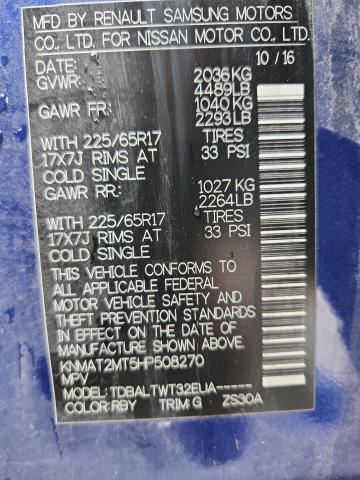 MFD BY RENAULT SAMSUNG MOTORS
CO., LTD. FOR NISSAN MOTOR CO., LTD.
DATE: 10 / 16
GVWR: 2036KG
4489LB
GAWR FR: 1040 KG
2293LB
WITH 225/65R17 TIRES
17X7J RIMS AT 33 PSI
COLD SINGLE
GAWR RR: 1027 KG
2264LB
WITH 225/65R17 TIRES
17X7J RIMS AT 33 PSI
COLD SINGLE
THIS VEHICLE CONFORMS TO
ALL APPLICABLE FEDERAL
MOTOR VEHICLE SAFETY AND
THEFT PREVENTION STANDARDS
IN EFFECT ON THE DATE OF
MANUFACTURE SHOWN ABOVE.
KNMAT2MT5HP508270
MPV
MODEL: TDBALTWT32EUA------
COLOR:RBY TRIM:G ZS30A